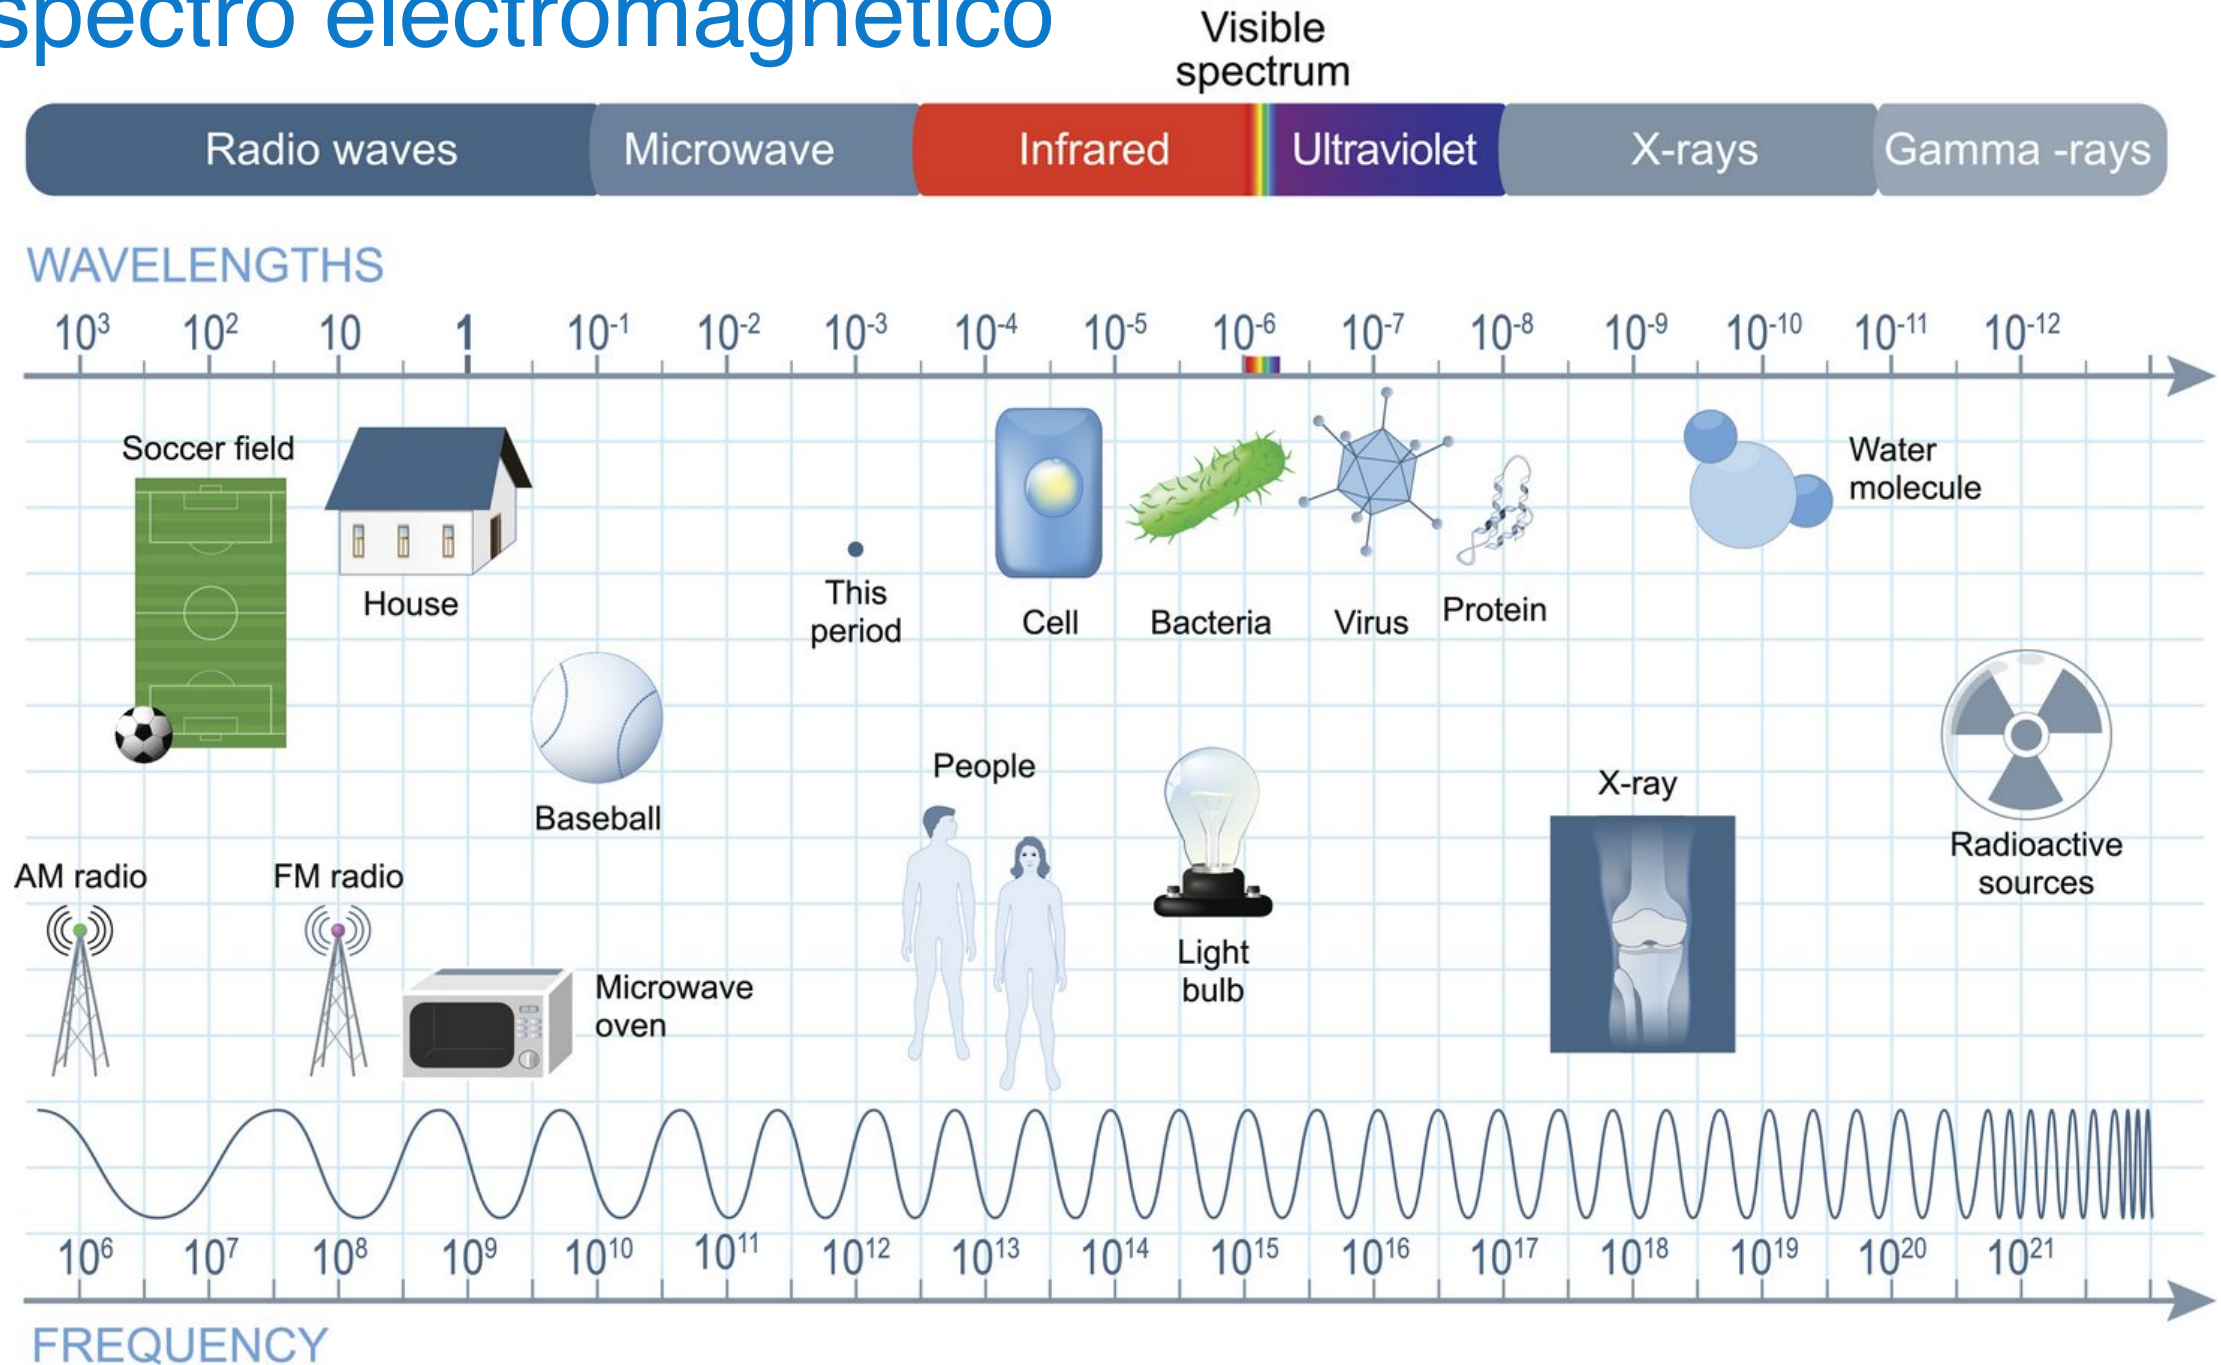 spectro electromagnético
Visible
spectrum
Radio waves Microwave Infrared Ultraviolet X-rays Gamma -rays
WAVELENGTHS
10³ 10² 10 1 10⁻¹ 10⁻² 10⁻³ 10⁻⁴ 10⁻⁵ 10⁻⁶ 10⁻⁷ 10⁻⁸ 10⁻⁹ 10⁻¹⁰ 10⁻¹¹ 10⁻¹²
Soccer field
House
Baseball
This
period
Cell
Bacteria
Virus
Protein
Water
molecule
AM radio
FM radio
Microwave
oven
People
Light
bulb
X-ray
Radioactive
sources
10⁶ 10⁷ 10⁸ 10⁹ 10¹⁰ 10¹¹ 10¹² 10¹³ 10¹⁴ 10¹⁵ 10¹⁶ 10¹⁷ 10¹⁸ 10¹⁹ 10²⁰ 10²¹
FREQUENCY